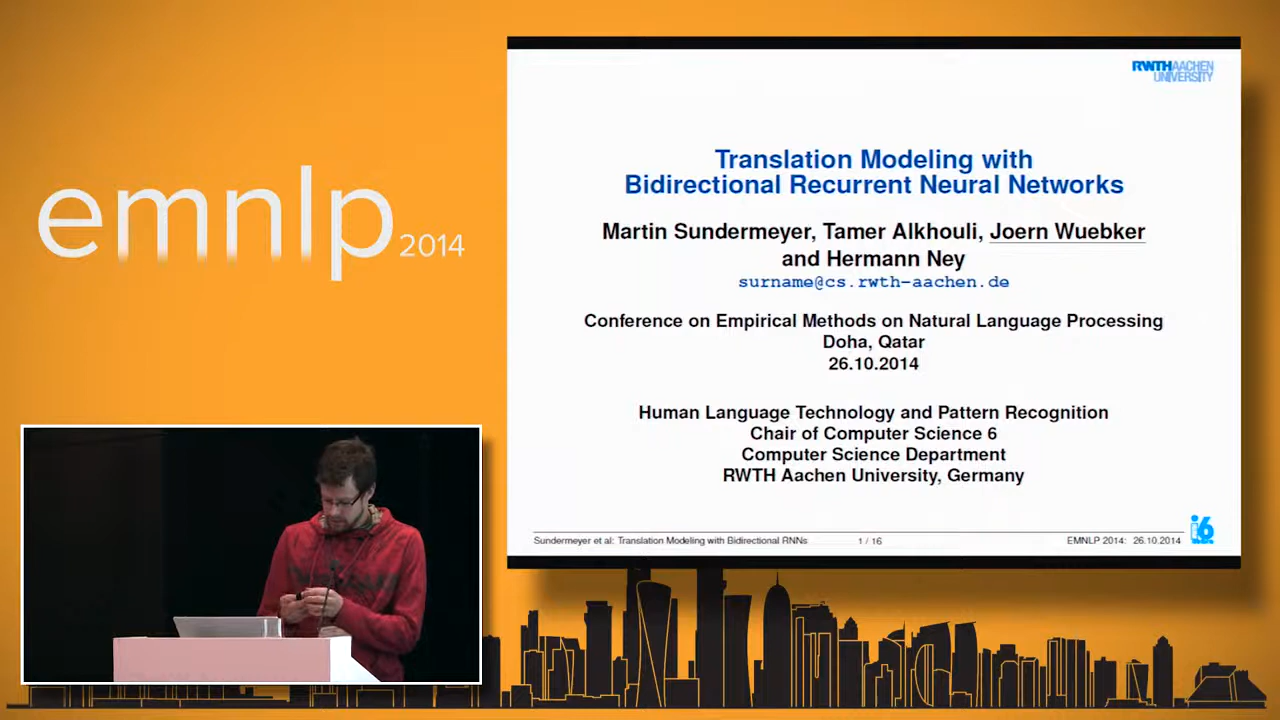 emnlp 2014
RWTH AACHEN
UNIVERSITY
Translation Modeling with
Bidirectional Recurrent Neural Networks
Martin Sundermeyer, Tamer Alkhouli, Joern Wuebker
and Hermann Ney
surname@cs.rwth-aachen.de
Conference on Empirical Methods on Natural Language Processing
Doha, Qatar
26.10.2014
Human Language Technology and Pattern Recognition
Chair of Computer Science 6
Computer Science Department
RWTH Aachen University, Germany
Sundermeyer et al: Translation Modeling with Bidirectional RNNs 1 / 16 EMNLP 2014: 26.10.2014
i6